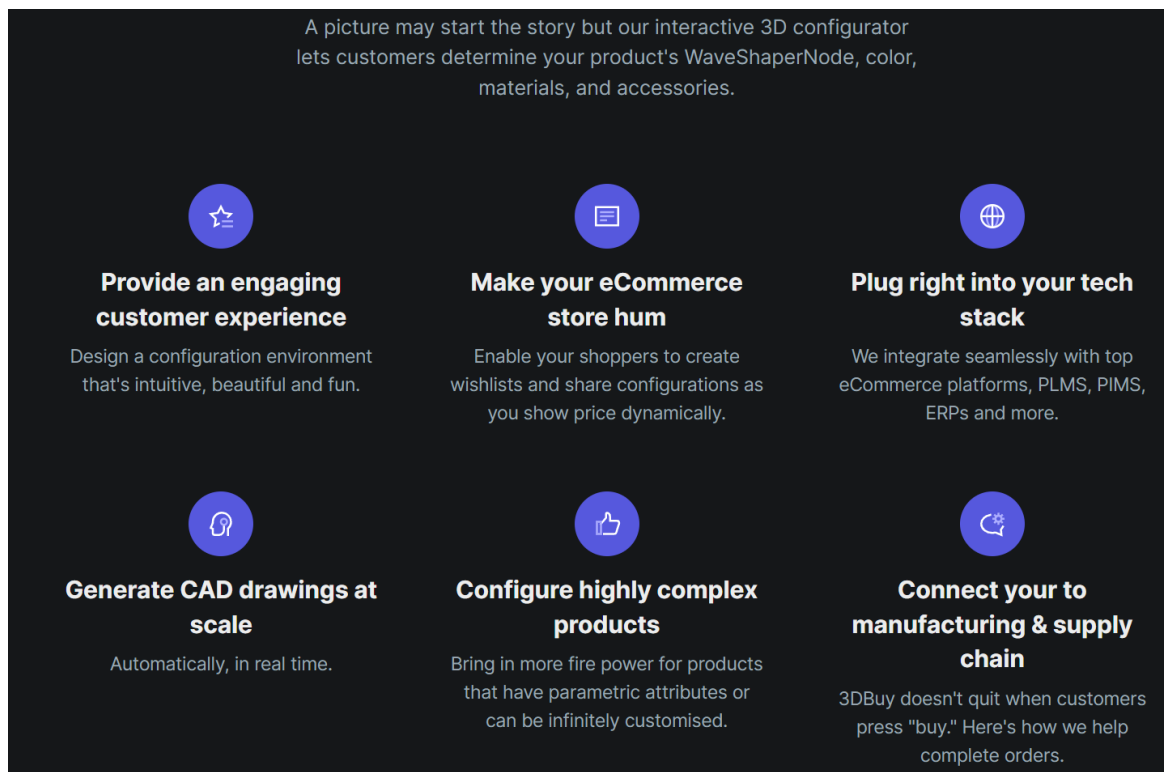 A picture may start the story but our interactive 3D configurator
lets customers determine your product's WaveShaperNode, color,
materials, and accessories.
Provide an engaging
customer experience
Design a configuration environment
that's intuitive, beautiful and fun.
Make your eCommerce
store hum
Enable your shoppers to create
wishlists and share configurations as
you show price dynamically.
Plug right into your tech
stack
We integrate seamlessly with top
eCommerce platforms, PLMS, PIMS,
ERPs and more.
Generate CAD drawings at
scale
Automatically, in real time.
Configure highly complex
products
Bring in more fire power for products
that have parametric attributes or
can be infinitely customised.
Connect your to
manufacturing & supply
chain
3DBuy doesn't quit when customers
press "buy." Here's how we help
complete orders.